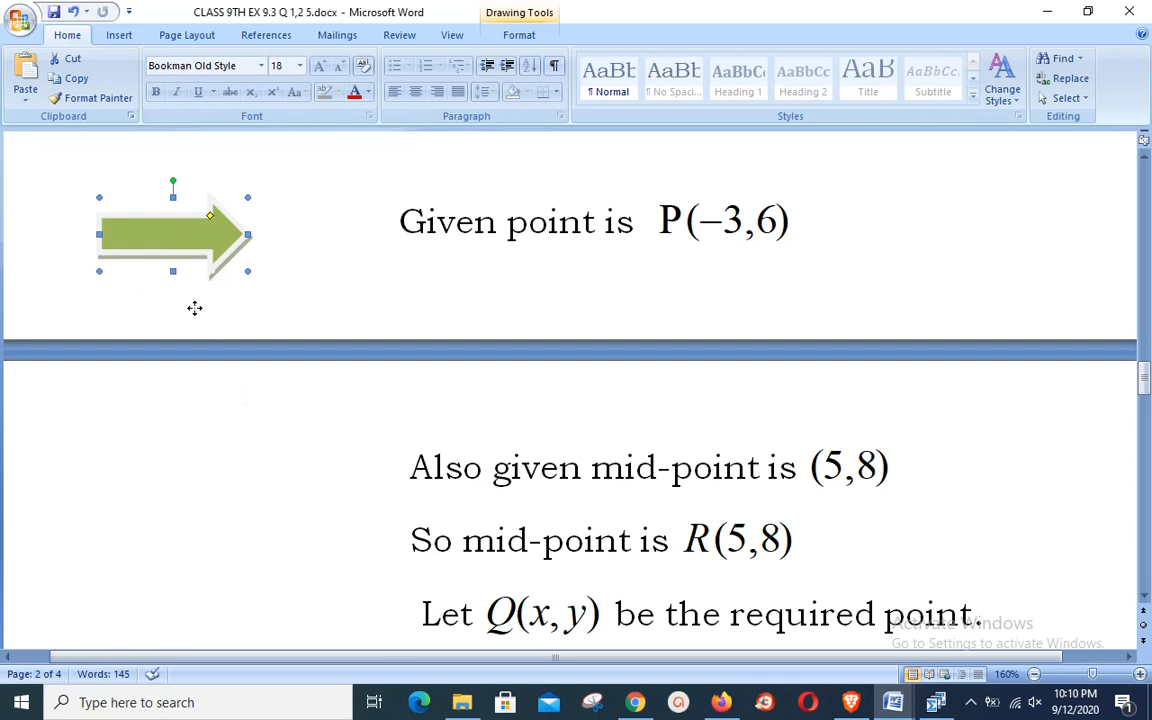 CLASS 9TH EX 9.3 Q 1,2 5.docx - Microsoft Word
Drawing Tools
Home Insert Page Layout References Mailings Review View Format
Paste
Cut
Copy
Format Painter
Clipboard
Bookman Old Style 18
Font
Paragraph
AaBb ¶ Normal
AaBb ¶ No Spaci...
AaBbC Heading 1
AaBbCc Heading 2
AaB Title
AaBbCc Subtitle
Styles
Change Styles
Find
Replace
Select
Editing
Given point is P(−3,6)
Also given mid-point is (5,8)
So mid-point is R(5,8)
Let Q(x, y) be the required point.
Activate Windows
Go to Settings to activate Windows.
Page: 2 of 4 Words: 145 160%
Type here to search
10:10 PM
9/12/2020